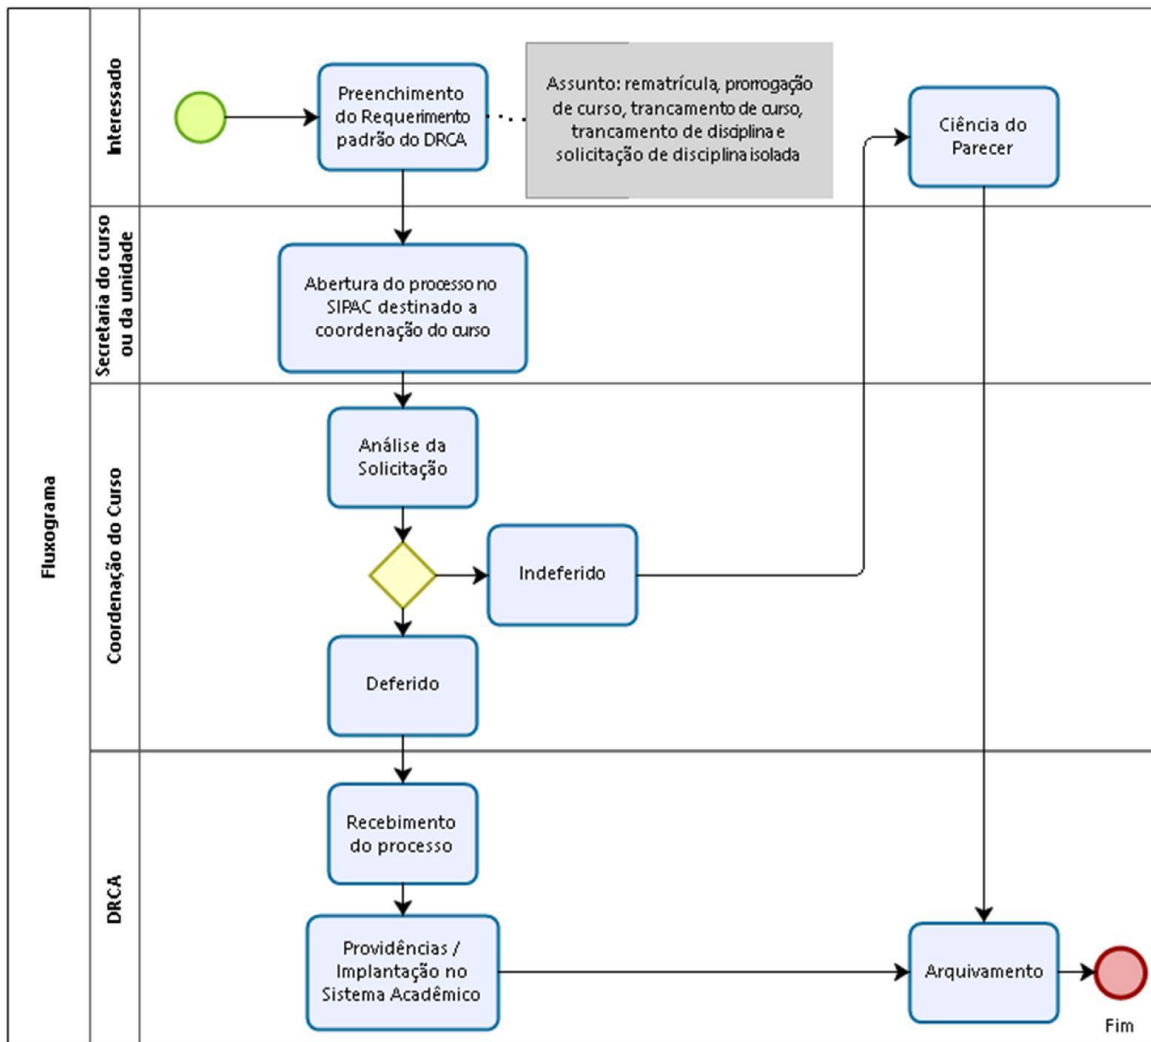 Fluxograma
Interessado
Preenchimento
do Requerimento
padrão do DRCA
Assunto: rematrícula, prorrogação
de curso, trancamento de curso,
trancamento de disciplina e
solicitação de disciplina isolada
Ciência do
Parecer
Secretaria do curso
ou da unidade
Abertura do processo no
SIPAC destinado a
coordenação do curso
Coordenação do Curso
Análise da
Solicitação
Indeferido
Deferido
DRCA
Recebimento
do processo
Providências /
Implantação no
Sistema Acadêmico
Arquivamento
Fim